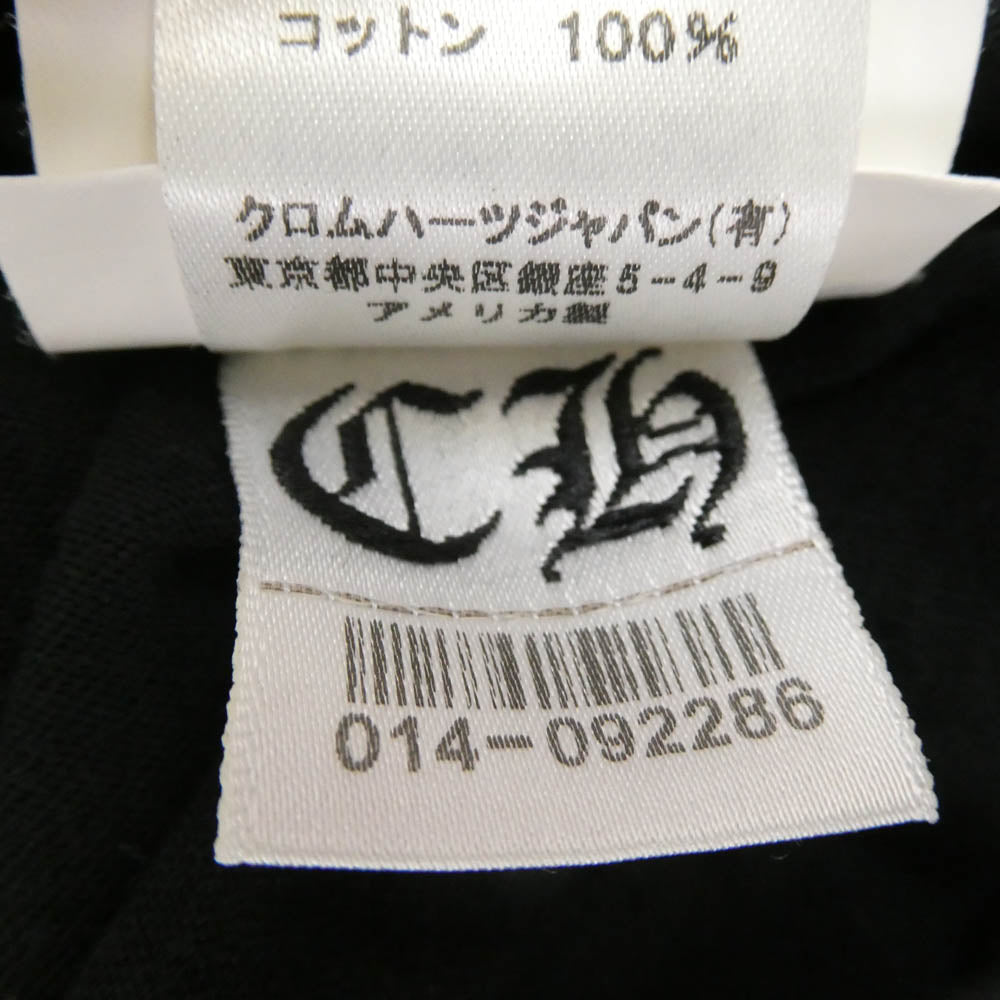 コットン 100%
クロムハーツジャパン(有)
東京都中央区銀座5-4-9
アメリカ製
CH
014-092286